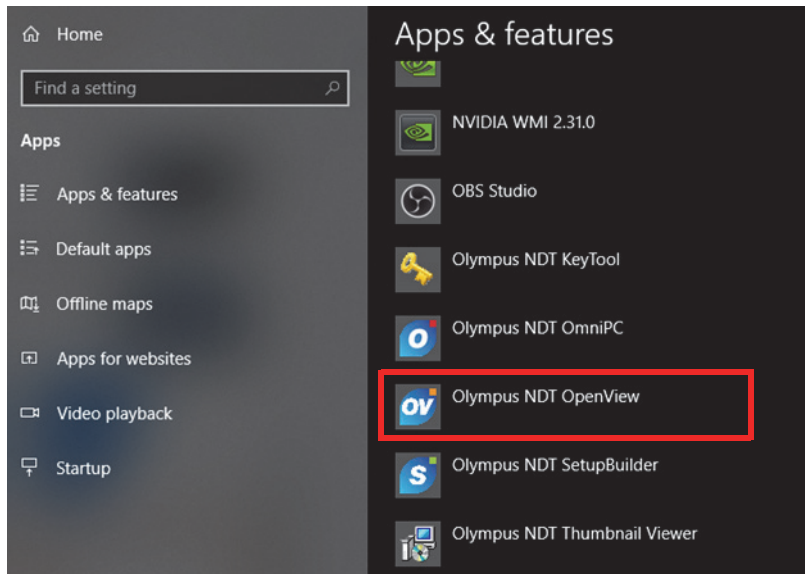 Home
Find a setting
Apps
Apps & features
Default apps
Offline maps
Apps for websites
Video playback
Startup
Apps & features
NVIDIA WMI 2.31.0
OBS Studio
Olympus NDT KeyTool
O
Olympus NDT OmniPC
OV
Olympus NDT OpenView
S
Olympus NDT SetupBuilder
Olympus NDT Thumbnail Viewer